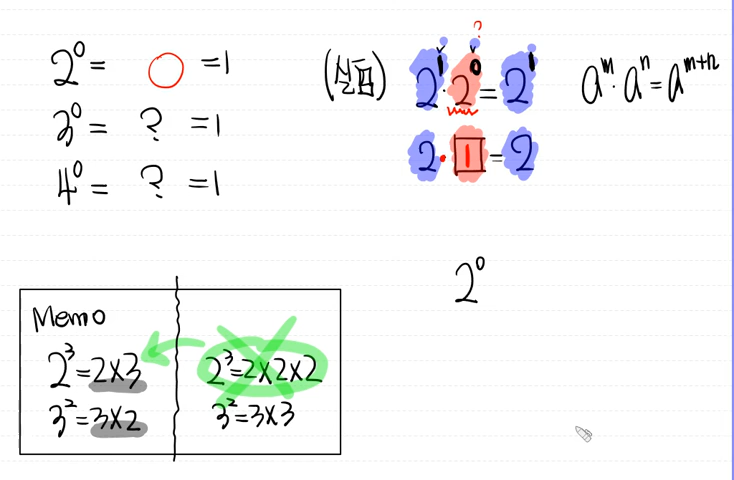 2⁰ = ○ = 1
3⁰ = ? = 1
4⁰ = ? = 1
?
(설명) 2¹ · 2⁰ = 2¹
2 · 1 = 2
aᵐ · aⁿ = aᵐ⁺ⁿ
2⁰
Memo
2³=2×3
3²=3×2
2³=2×2×2
3²=3×3